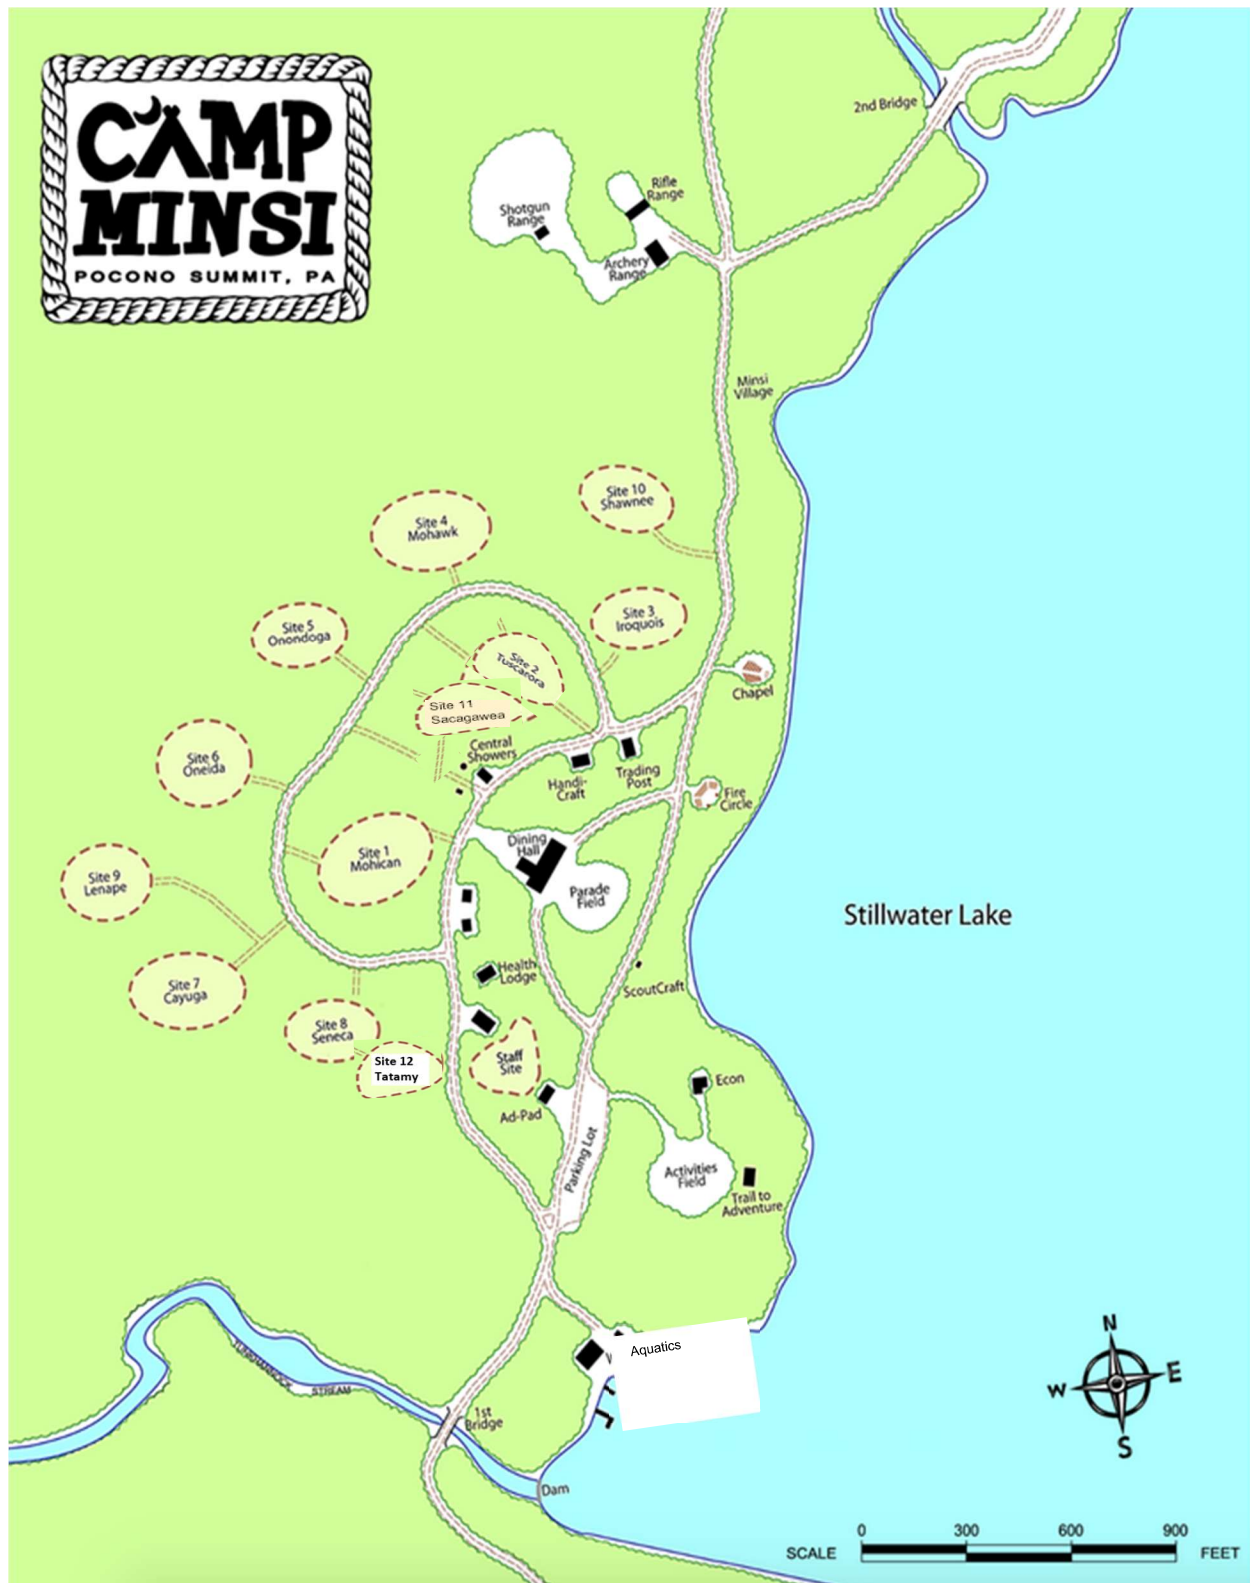 CAMP
MINSI
POCONO SUMMIT, PA
2nd Bridge
Rifle
Range
Shotgun
Range
Archery
Range
Minsi
Village
Site 10
Shawnee
Site 4
Mohawk
Site 3
Iroquois
Site 5
Onondoga
Site 2
Tuscarora
Chapel
Site 11
Sacagawea
Central
Showers
Site 6
Oneida
Handi-
Craft
Trading
Post
Fire
Circle
Dining
Hall
Site 1
Mohican
Site 9
Lenape
Parade
Field
Stillwater Lake
Health
Lodge
ScoutCraft
Site 7
Cayuga
Site 8
Seneca
Site 12
Tatamy
Staff
Site
Econ
Ad-Pad
Parking Lot
Activities
Field
Trail to
Adventure
Aquatics
STREAM
1st
Bridge
Dam
N
W
E
S
0 300 600 900
SCALE FEET